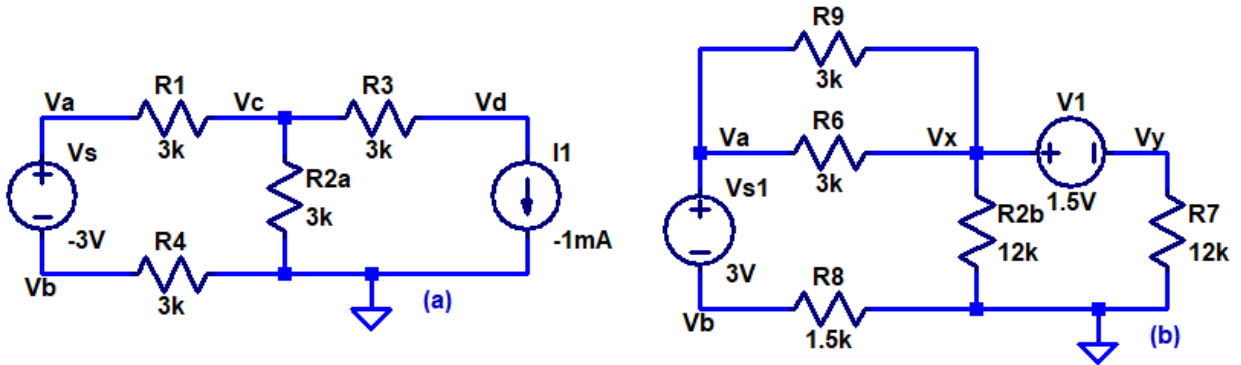 R9
3k
R1
Va
Vc
R3
Vd
3k
3k
V1
R6
Va
Vx
Vy
3k
Vs
+
R2a
3k
I1
−
-3V
-1mA
Vs1
+
−
3V
+
−
1.5V
R2b
12k
R7
12k
R4
Vb
3k
(a)
R8
Vb
1.5k
(b)